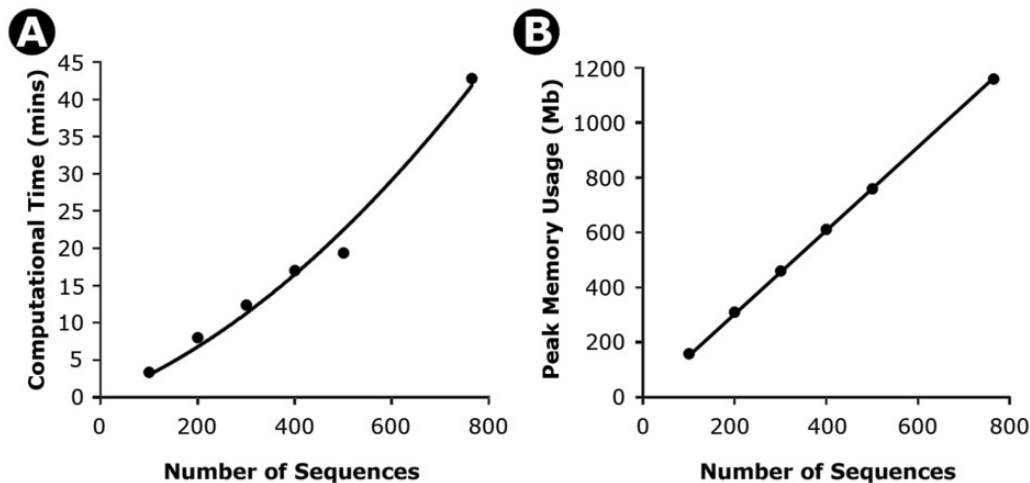 A
Computational Time (mins)
45
40
35
30
25
20
15
10
5
0
0 200 400 600 800
Number of Sequences
B
Peak Memory Usage (Mb)
1200
1000
800
600
400
200
0
0 200 400 600 800
Number of Sequences